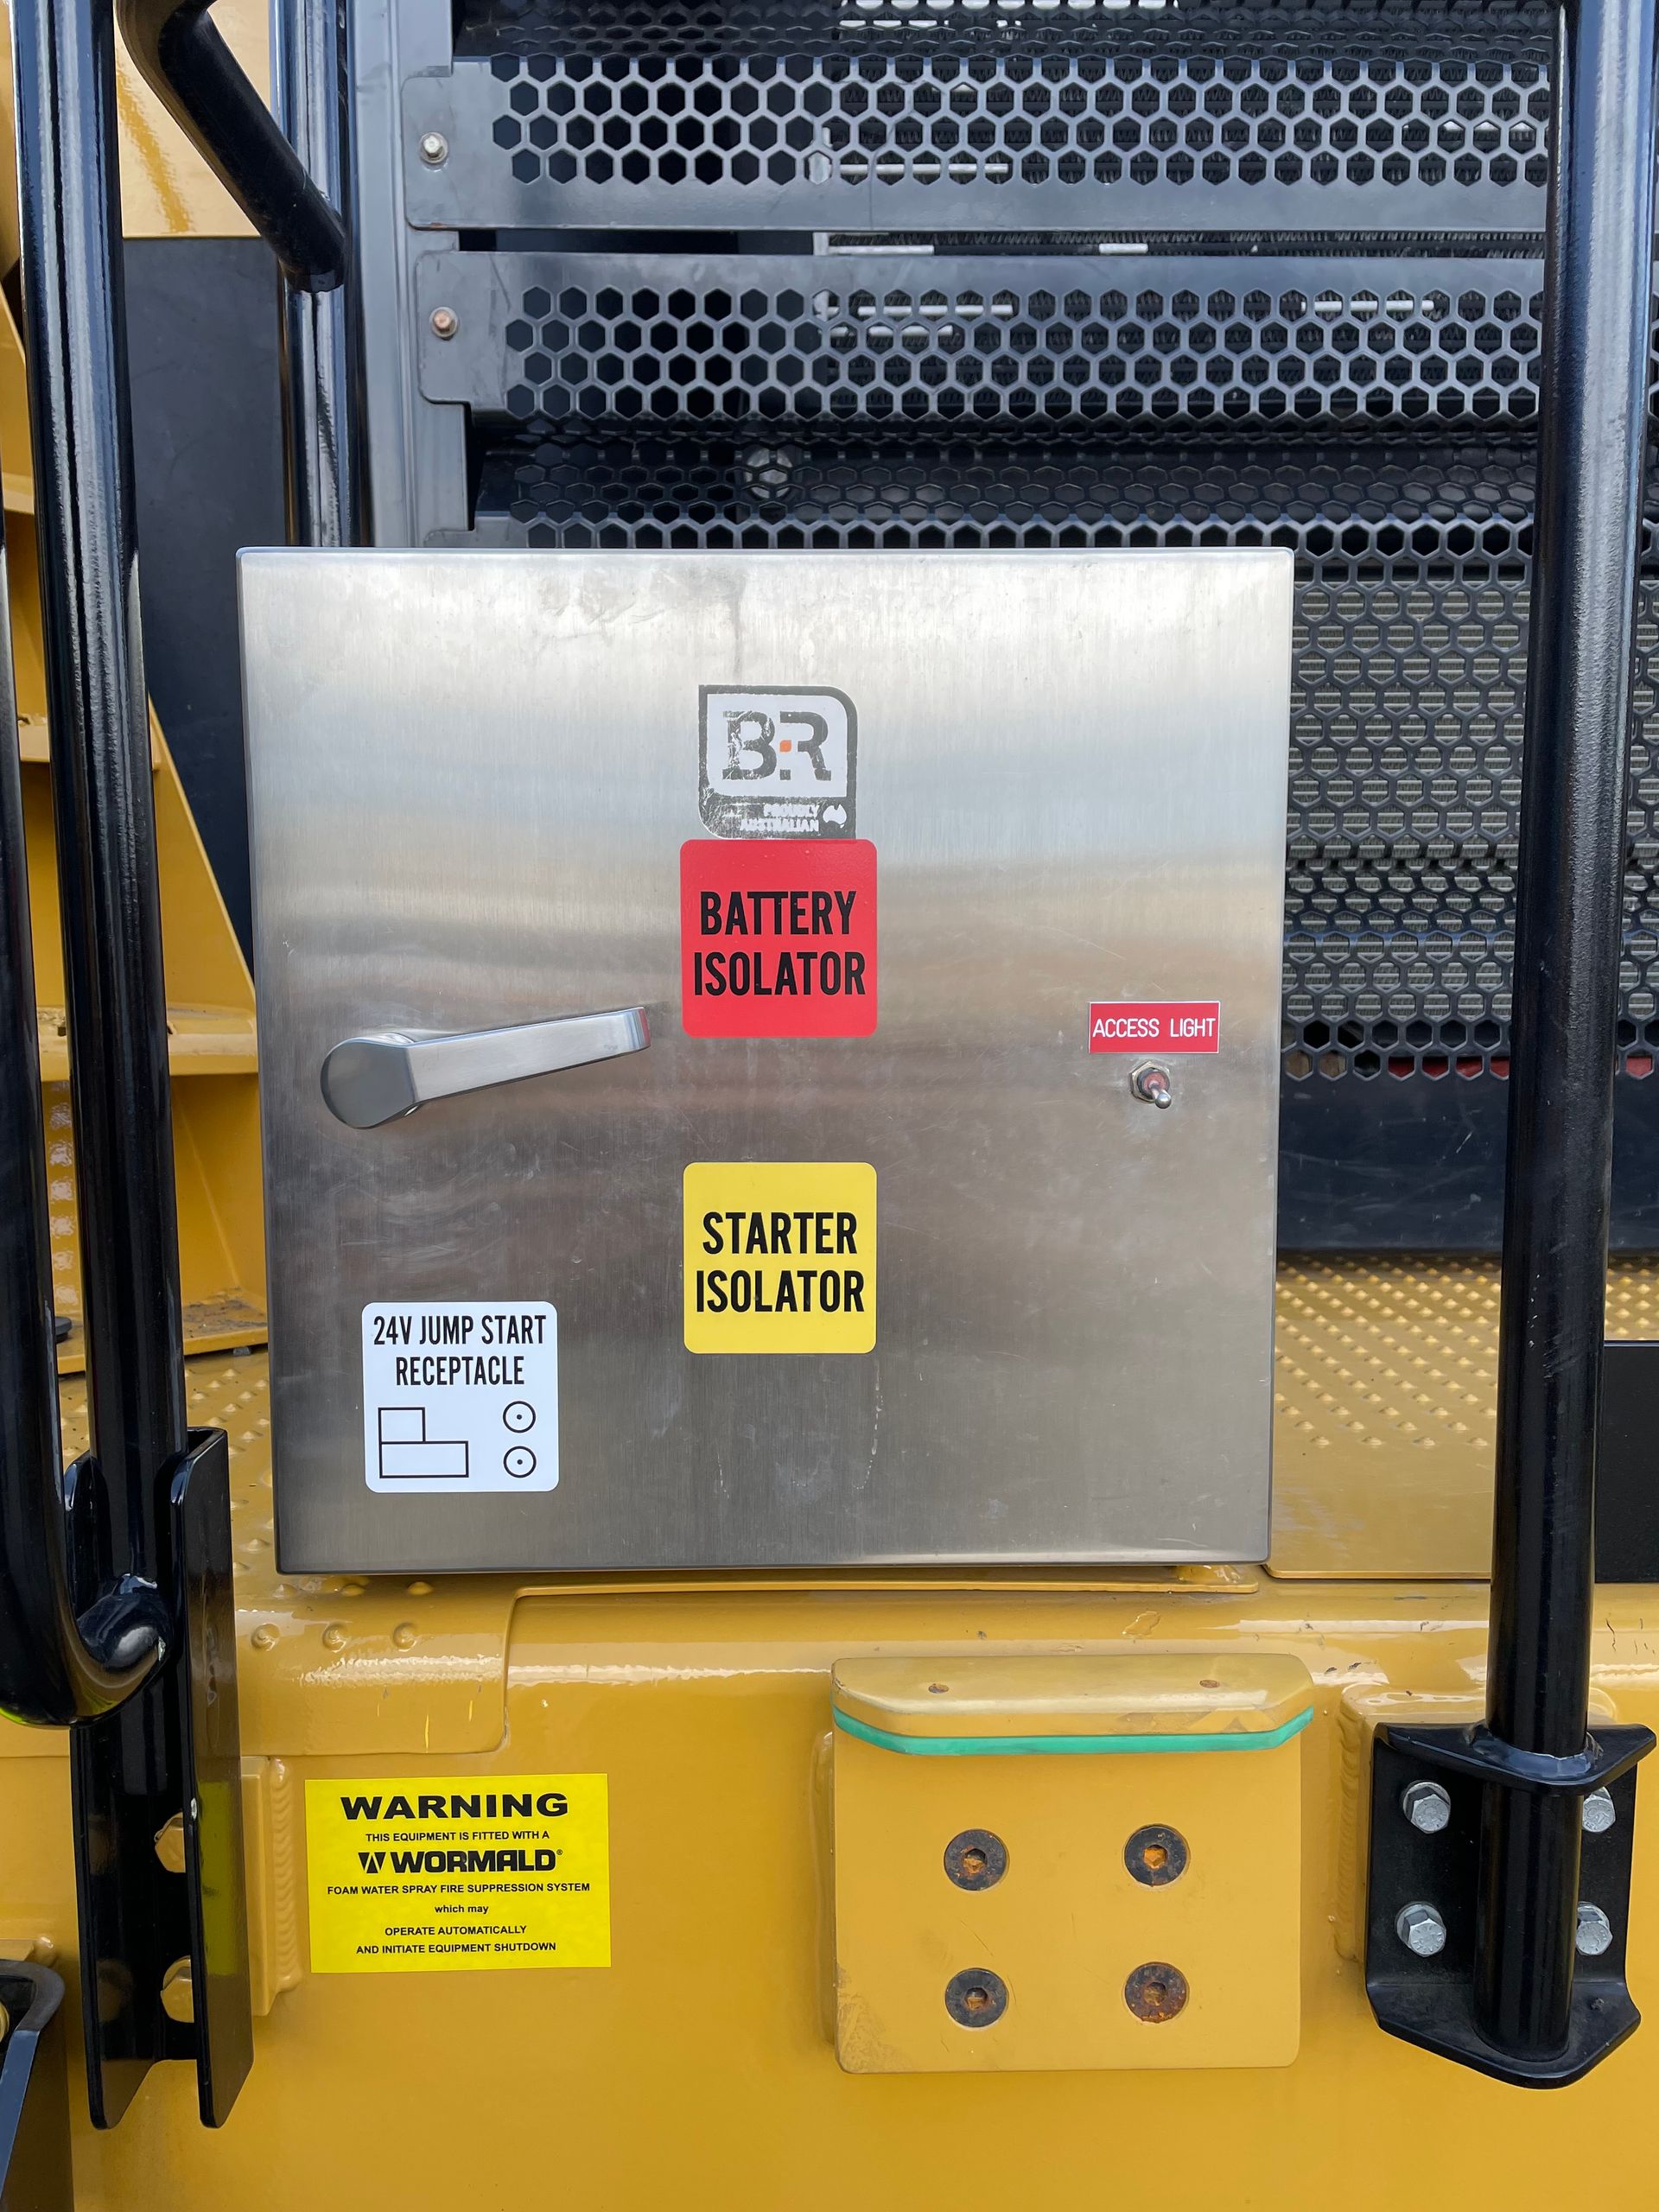 BR
PROUDLY
AUSTRALIAN
BATTERY
ISOLATOR
ACCESS LIGHT
STARTER
ISOLATOR
24V JUMP START
RECEPTACLE
WARNING
THIS EQUIPMENT IS FITTED WITH A
WORMALD®
FOAM WATER SPRAY FIRE SUPPRESSION SYSTEM
which may
OPERATE AUTOMATICALLY
AND INITIATE EQUIPMENT SHUTDOWN